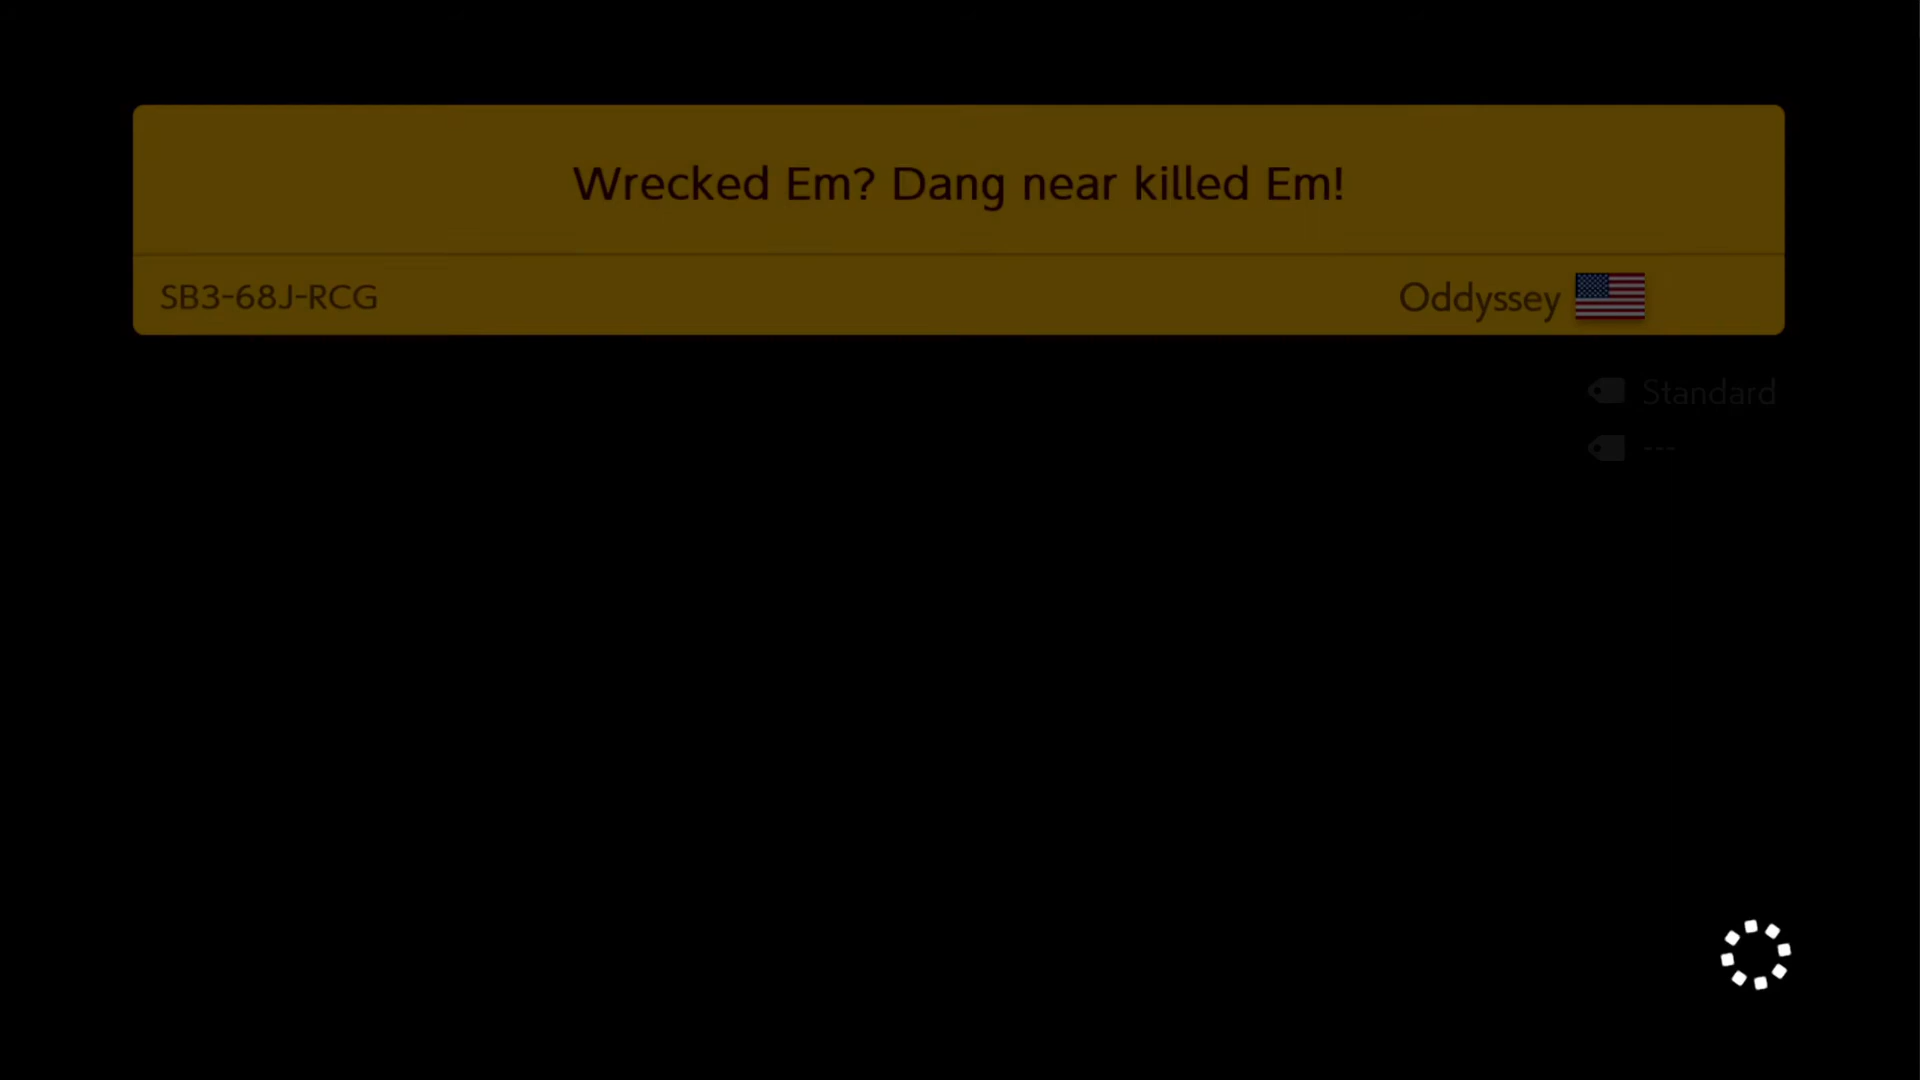 Wrecked Em? Dang near killed Em!
SB3-68J-RCG
Oddyssey
Standard
---